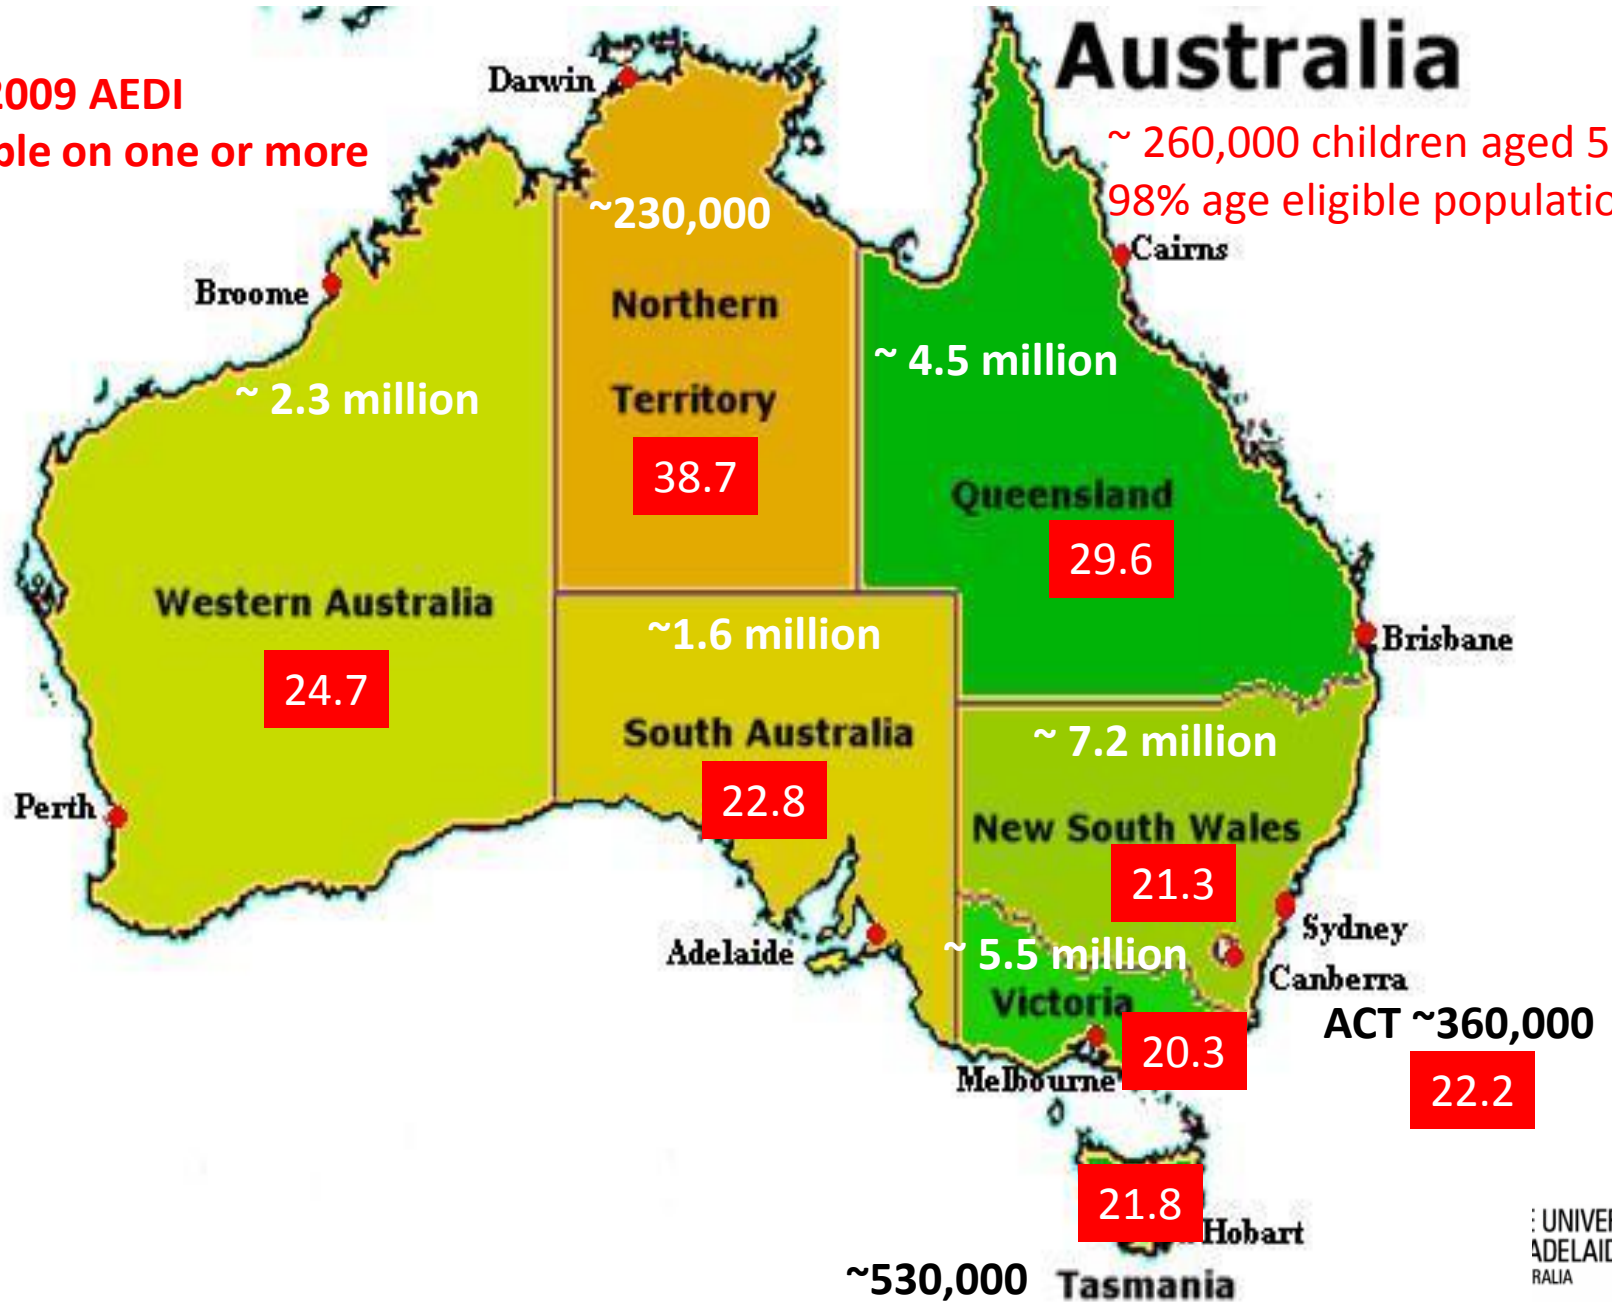 Australia
2009 AEDI
ble on one or more
~ 260,000 children aged 5
98% age eligible populatio
Darwin
~230,000
Cairns
Broome
Northern
Territory
~ 4.5 million
~ 2.3 million
38.7
Queensland
29.6
Western Australia
24.7
~1.6 million
Brisbane
South Australia
22.8
~ 7.2 million
New South Wales
21.3
Perth
Adelaide
~ 5.5 million
Sydney
Canberra
Victoria
20.3
ACT ~360,000
22.2
Melbourne
21.8
Hobart
~530,000
Tasmania
E UNIVER
ADELAID
RALIA